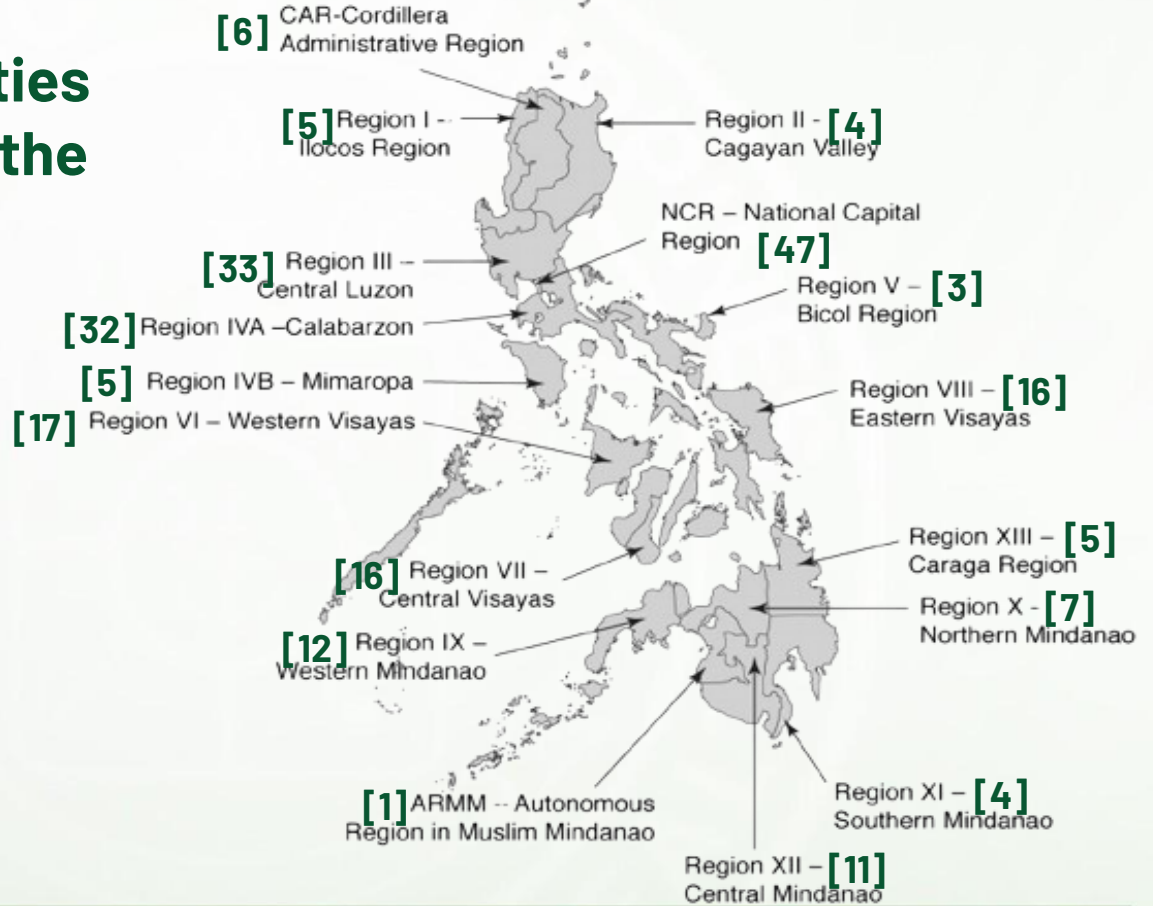 ties
the
[6] CAR-Cordillera
Administrative Region
[5] Region I -
Ilocos Region
Region II - [4]
Cagayan Valley
NCR – National Capital
Region [47]
[33] Region III –
Central Luzon
Region V – [3]
Bicol Region
[32] Region IVA –Calabarzon
[5] Region IVB – Mimaropa
Region VIII – [16]
Eastern Visayas
[17] Region VI – Western Visayas
Region XIII – [5]
Caraga Region
[16] Region VII –
Central Visayas
Region X - [7]
Northern Mindanao
[12] Region IX –
Western Mindanao
Region XI – [4]
Southern Mindanao
[1] ARMM -- Autonomous
Region in Muslim Mindanao
Region XII – [11]
Central Mindanao